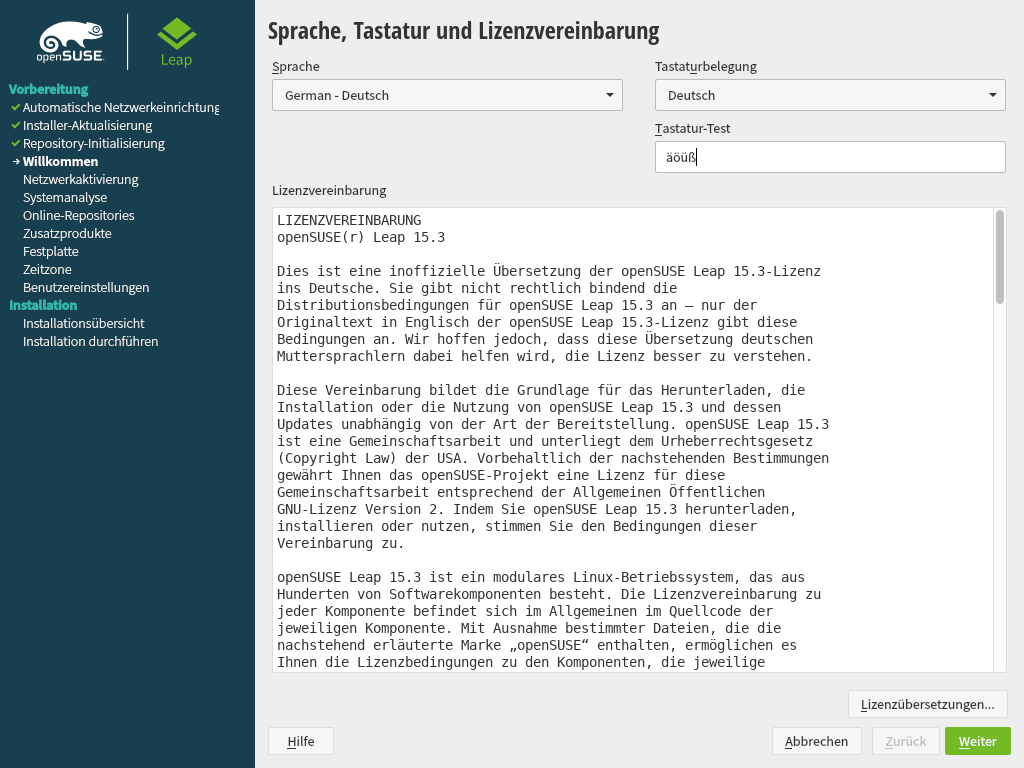 openSUSE
Leap
Vorbereitung
Automatische Netzwerkeinrichtung
Installer-Aktualisierung
Repository-Initialisierung
Willkommen
Netzwerkaktivierung
Systemanalyse
Online-Repositories
Zusatzprodukte
Festplatte
Zeitzone
Benutzereinstellungen
Installation
Installationsübersicht
Installation durchführen
Sprache, Tastatur und Lizenzvereinbarung
Sprache
German - Deutsch
Tastaturbelegung
Deutsch
Tastatur-Test
äöüß
Lizenzvereinbarung
LIZENZVEREINBARUNG
openSUSE(r) Leap 15.3
Dies ist eine inoffizielle Übersetzung der openSUSE Leap 15.3-Lizenz
ins Deutsche. Sie gibt nicht rechtlich bindend die
Distributionsbedingungen für openSUSE Leap 15.3 an – nur der
Originaltext in Englisch der openSUSE Leap 15.3-Lizenz gibt diese
Bedingungen an. Wir hoffen jedoch, dass diese Übersetzung deutschen
Muttersprachlern dabei helfen wird, die Lizenz besser zu verstehen.
Diese Vereinbarung bildet die Grundlage für das Herunterladen, die
Installation oder die Nutzung von openSUSE Leap 15.3 und dessen
Updates unabhängig von der Art der Bereitstellung. openSUSE Leap 15.3
ist eine Gemeinschaftsarbeit und unterliegt dem Urheberrechtsgesetz
(Copyright Law) der USA. Vorbehaltlich der nachstehenden Bestimmungen
gewährt Ihnen das openSUSE-Projekt eine Lizenz für diese
Gemeinschaftsarbeit entsprechend der Allgemeinen Öffentlichen
GNU-Lizenz Version 2. Indem Sie openSUSE Leap 15.3 herunterladen,
installieren oder nutzen, stimmen Sie den Bedingungen dieser
Vereinbarung zu.
openSUSE Leap 15.3 ist ein modulares Linux-Betriebssystem, das aus
Hunderten von Softwarekomponenten besteht. Die Lizenzvereinbarung zu
jeder Komponente befindet sich im Allgemeinen im Quellcode der
jeweiligen Komponente. Mit Ausnahme bestimmter Dateien, die die
nachstehend erläuterte Marke „openSUSE“ enthalten, ermöglichen es
Ihnen die Lizenzbedingungen zu den Komponenten, die jeweilige
Lizenzübersetzungen...
Hilfe
Abbrechen
Zurück
Weiter